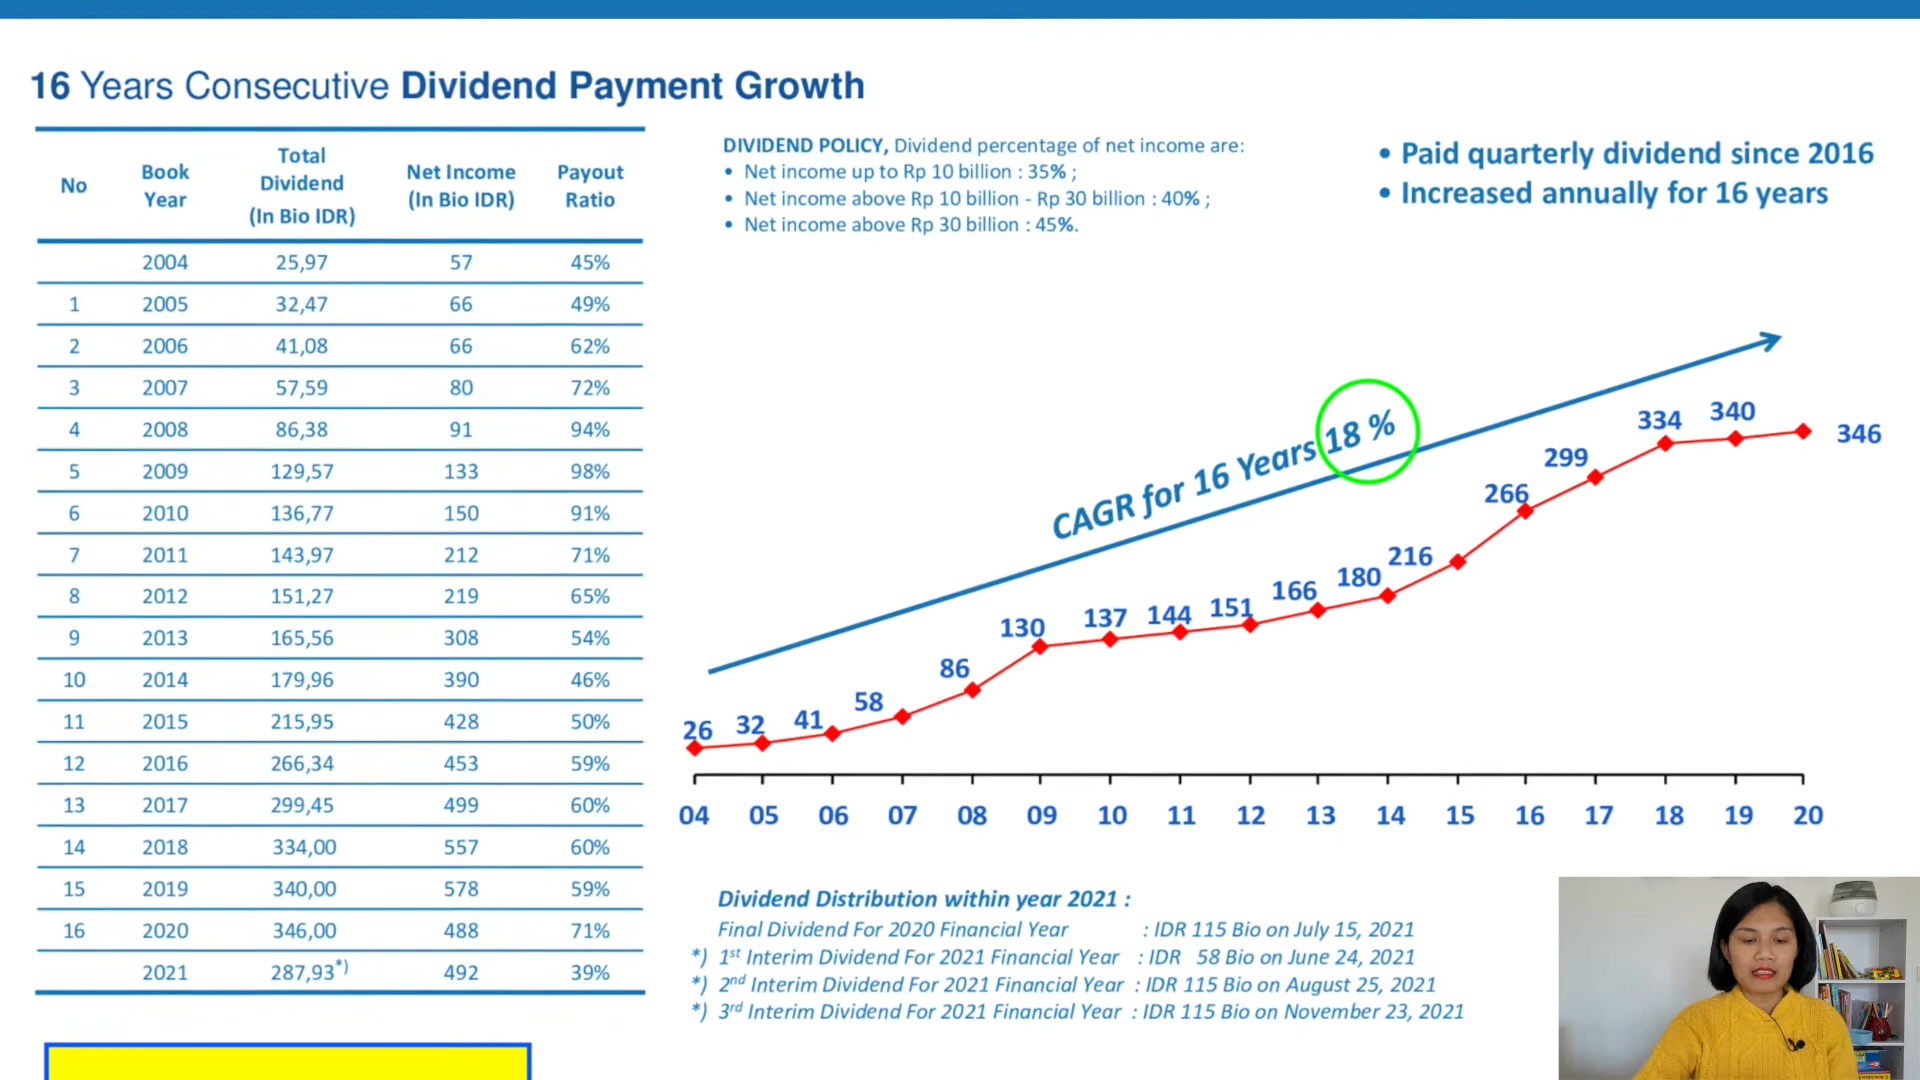 16 Years Consecutive Dividend Payment Growth
No Book Year Total Dividend (In Bio IDR) Net Income (In Bio IDR) Payout Ratio
2004 25,97 57 45%
1 2005 32,47 66 49%
2 2006 41,08 66 62%
3 2007 57,59 80 72%
4 2008 86,38 91 94%
5 2009 129,57 133 98%
6 2010 136,77 150 91%
7 2011 143,97 212 71%
8 2012 151,27 219 65%
9 2013 165,56 308 54%
10 2014 179,96 390 46%
11 2015 215,95 428 50%
12 2016 266,34 453 59%
13 2017 299,45 499 60%
14 2018 334,00 557 60%
15 2019 340,00 578 59%
16 2020 346,00 488 71%
2021 287,93*) 492 39%
DIVIDEND POLICY, Dividend percentage of net income are:
• Net income up to Rp 10 billion : 35% ;
• Net income above Rp 10 billion - Rp 30 billion : 40% ;
• Net income above Rp 30 billion : 45%.
• Paid quarterly dividend since 2016
• Increased annually for 16 years
CAGR for 16 Years 18 %
26 32 41 58 86 130 137 144 151 166 180 216 266 299 334 340 346
04 05 06 07 08 09 10 11 12 13 14 15 16 17 18 19 20
Dividend Distribution within year 2021 :
Final Dividend For 2020 Financial Year : IDR 115 Bio on July 15, 2021
*) 1st Interim Dividend For 2021 Financial Year : IDR 58 Bio on June 24, 2021
*) 2nd Interim Dividend For 2021 Financial Year : IDR 115 Bio on August 25, 2021
*) 3rd Interim Dividend For 2021 Financial Year : IDR 115 Bio on November 23, 2021